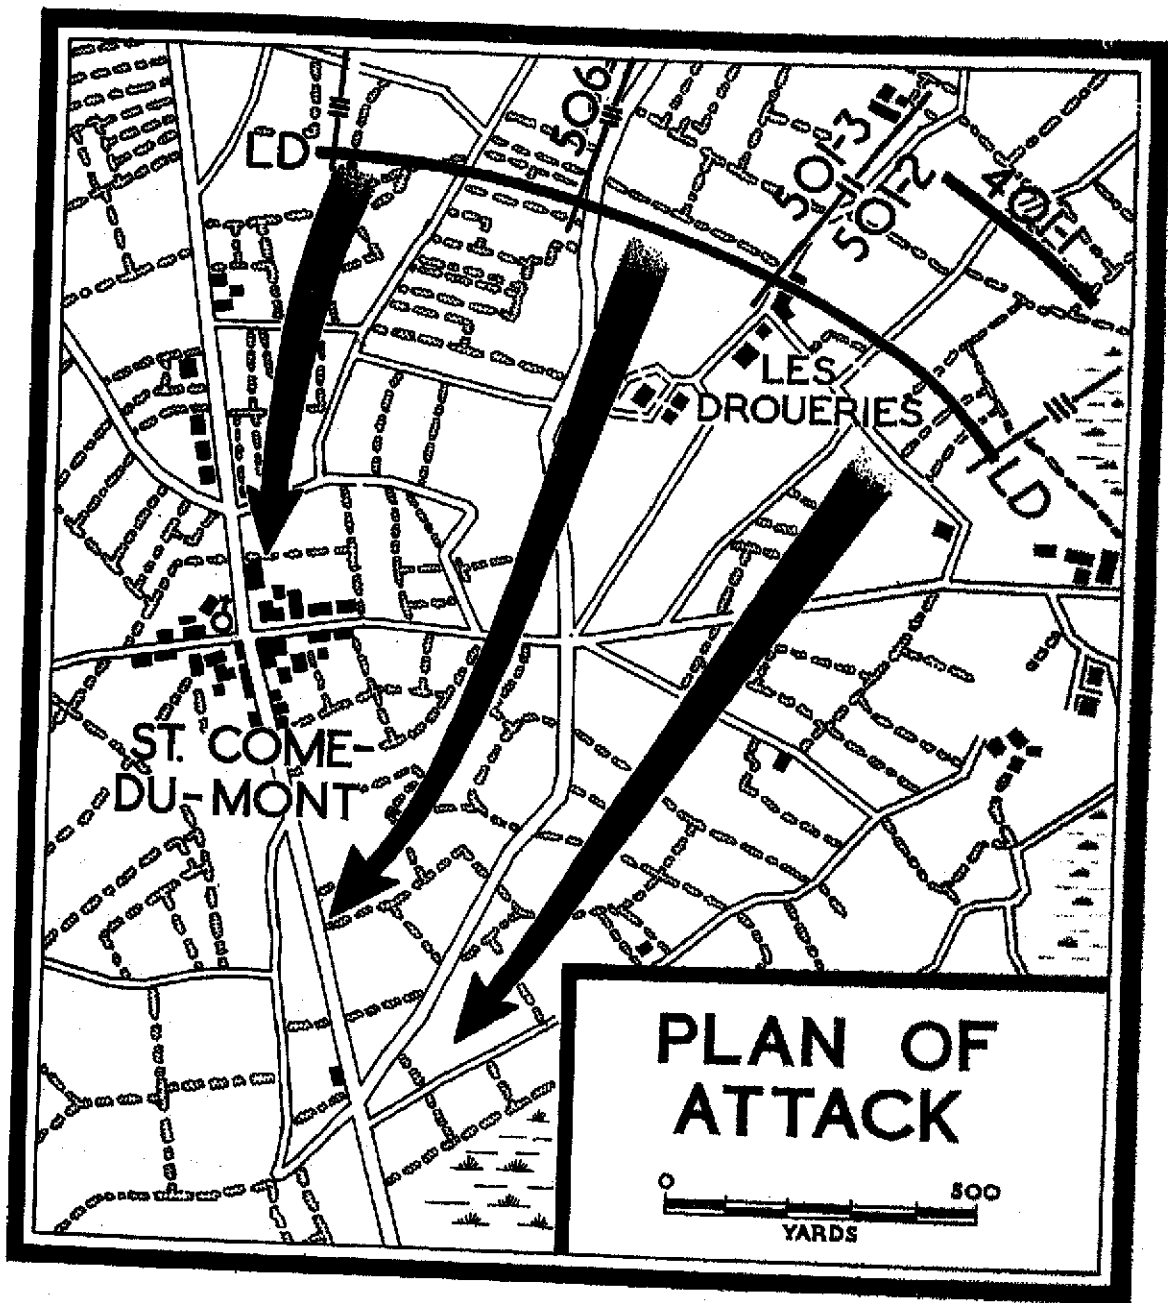 LD
506
501-3
501-2
401-1
LES
DROUERIES
LD
ST. COME-
DU-MONT
PLAN OF
ATTACK
0 500
YARDS